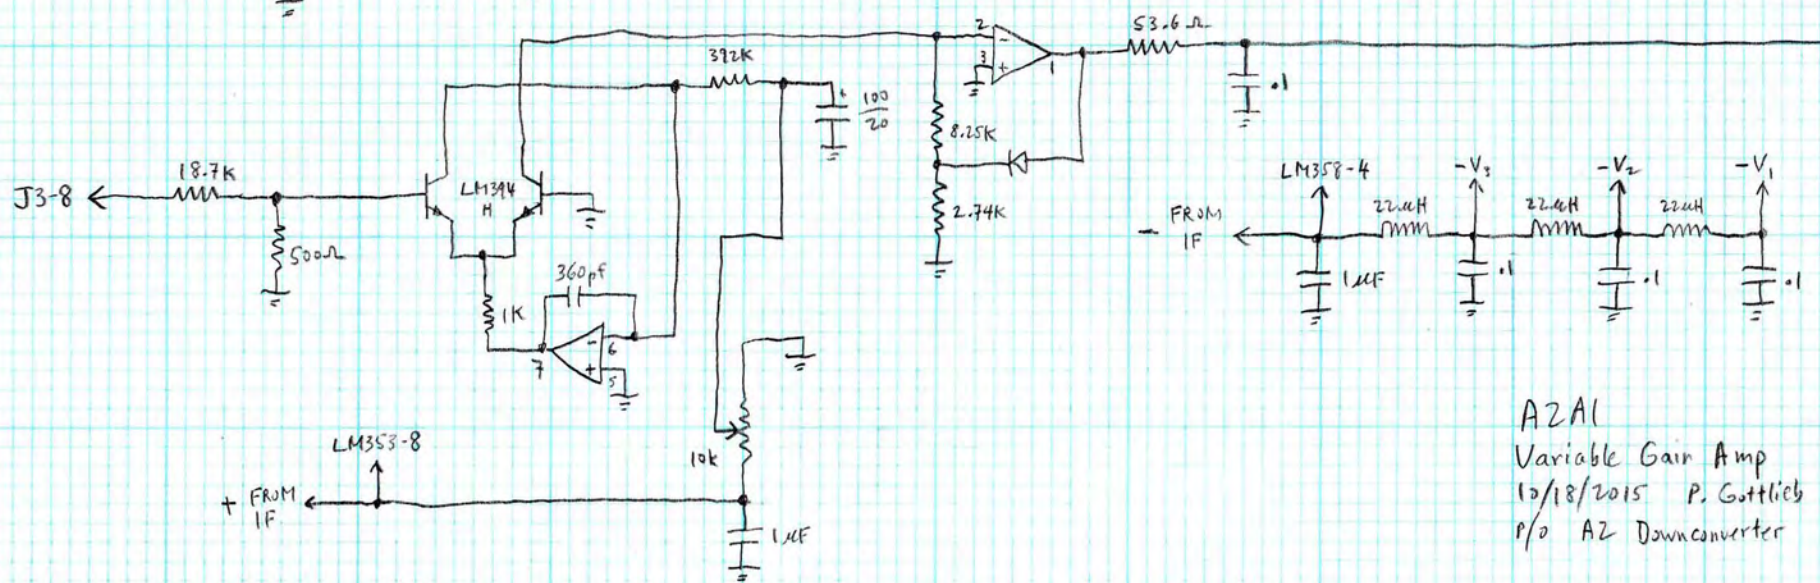 53.6 Ω
2
-
3
+
1
.1
392K
+
100
20
8.25K
2.74K
18.7K
J3-8
LM394
H
500Ω
360pf
1K
-
6
7
+
5
LM358-4
-V3
-V2
-V1
22uH
22uH
22uH
- FROM
IF
1uF
.1
.1
.1
LM353-8
10k
+ FROM
IF
1uF
A2A1
Variable Gain Amp
10/18/2015 P. Gottlieb
P/O A2 Downconverter